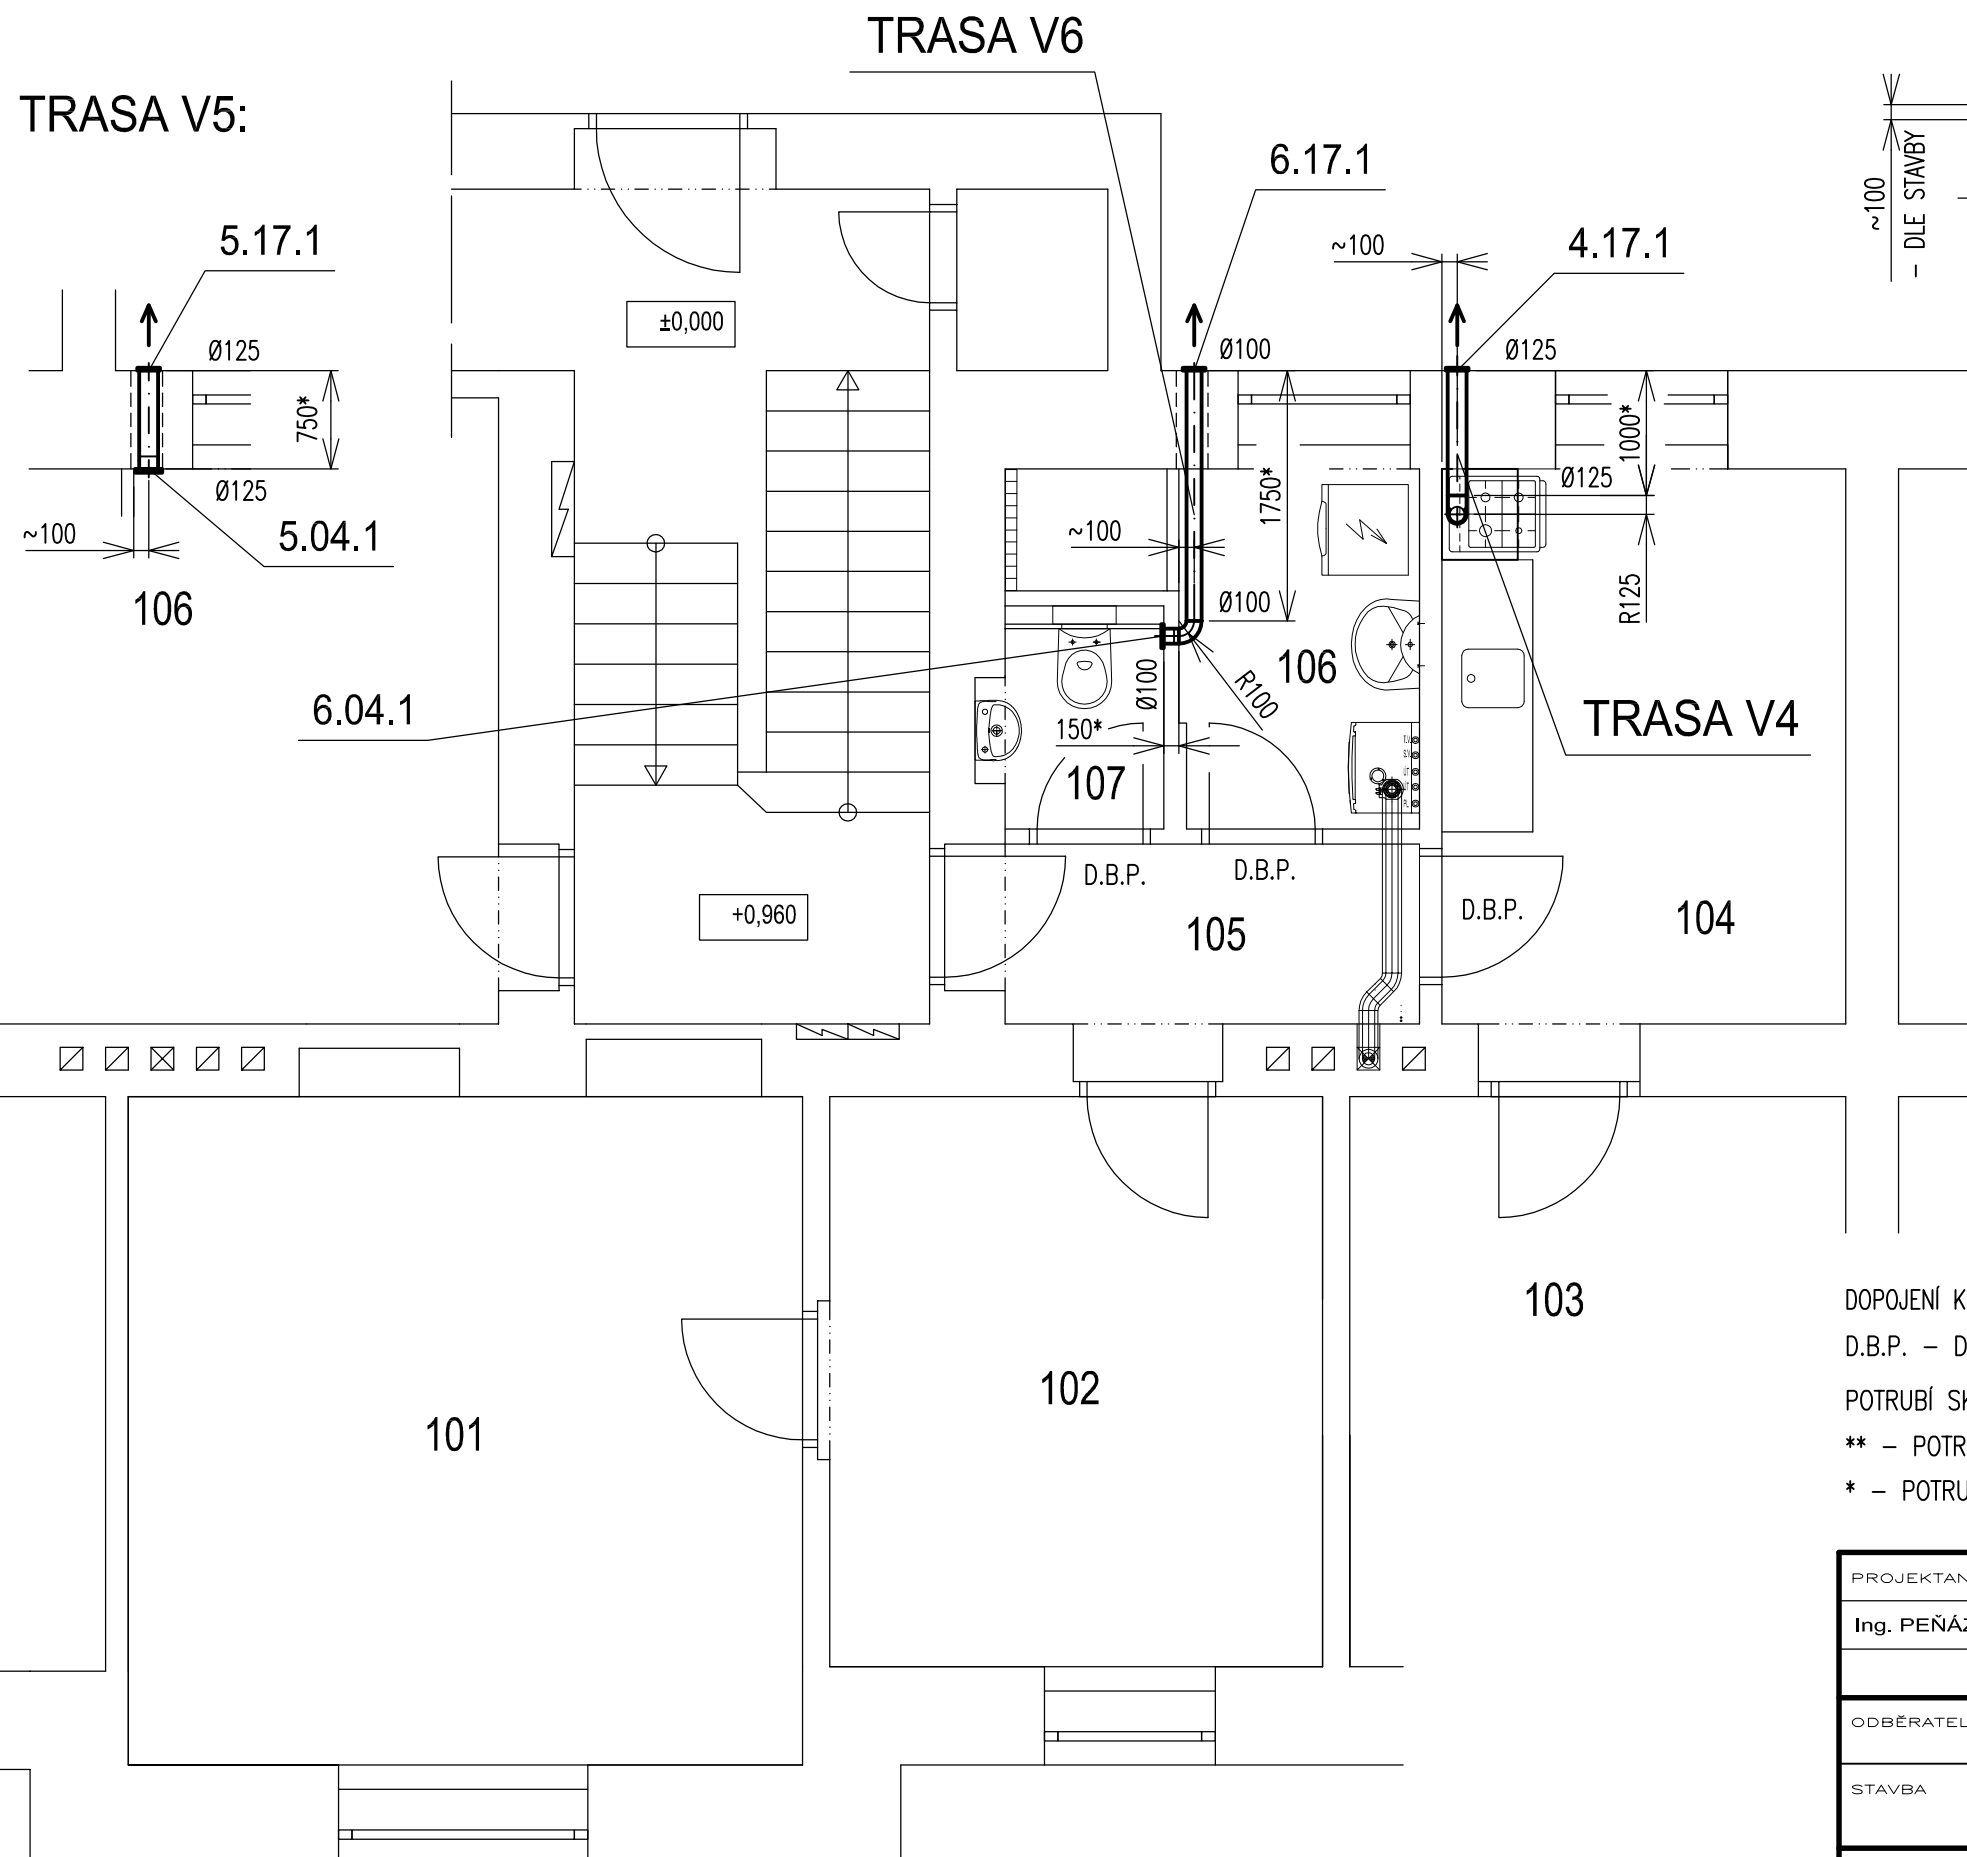 TRASA V6
TRASA V5:
6.17.1
5.17.1
~100
4.17.1
~100
- DLE STAVBY
±0,000
Ø125
Ø100
Ø125
750*
1000*
Ø125
Ø125
1750*
~100
5.04.1
~100
106
Ø100
R125
106
Ø100
R100
6.04.1
150*
TRASA V4
107
T.V.
S.V.
ÚT
ÚT
PL
D.B.P.
D.B.P.
+0,960
105
D.B.P.
104
103
DOPOJENÍ K
D.B.P. – D
102
POTRUBÍ SK
101
** – POTR
* – POTRU
PROJEKTAN
Ing. PEŇÁZ
ODBĚRATEL
STAVBA